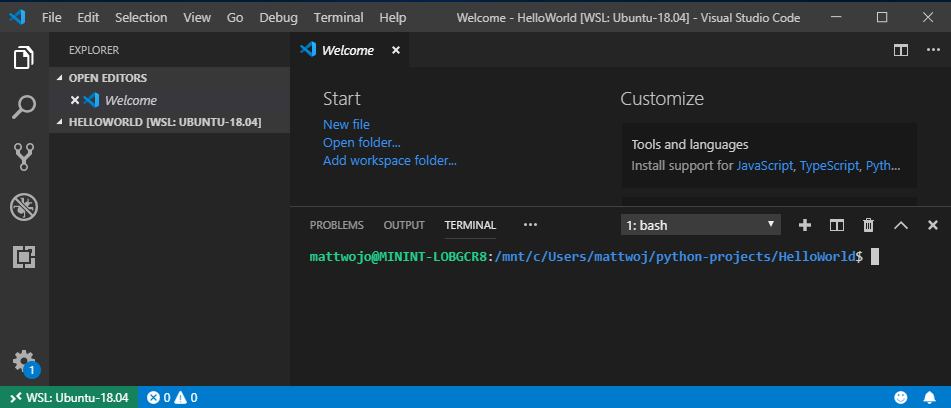 File Edit Selection View Go Debug Terminal Help Welcome - HelloWorld [WSL: Ubuntu-18.04] - Visual Studio Code
EXPLORER
OPEN EDITORS
Welcome
HELLOWORLD [WSL: UBUNTU-18.04]
Welcome
Start
New file
Open folder...
Add workspace folder...
Customize
Tools and languages
Install support for JavaScript, TypeScript, Pyth...
PROBLEMS OUTPUT TERMINAL 1: bash
mattwojo@MININT-LOBGCR8:/mnt/c/Users/mattwoj/python-projects/HelloWorld$
1
WSL: Ubuntu-18.04 0 0